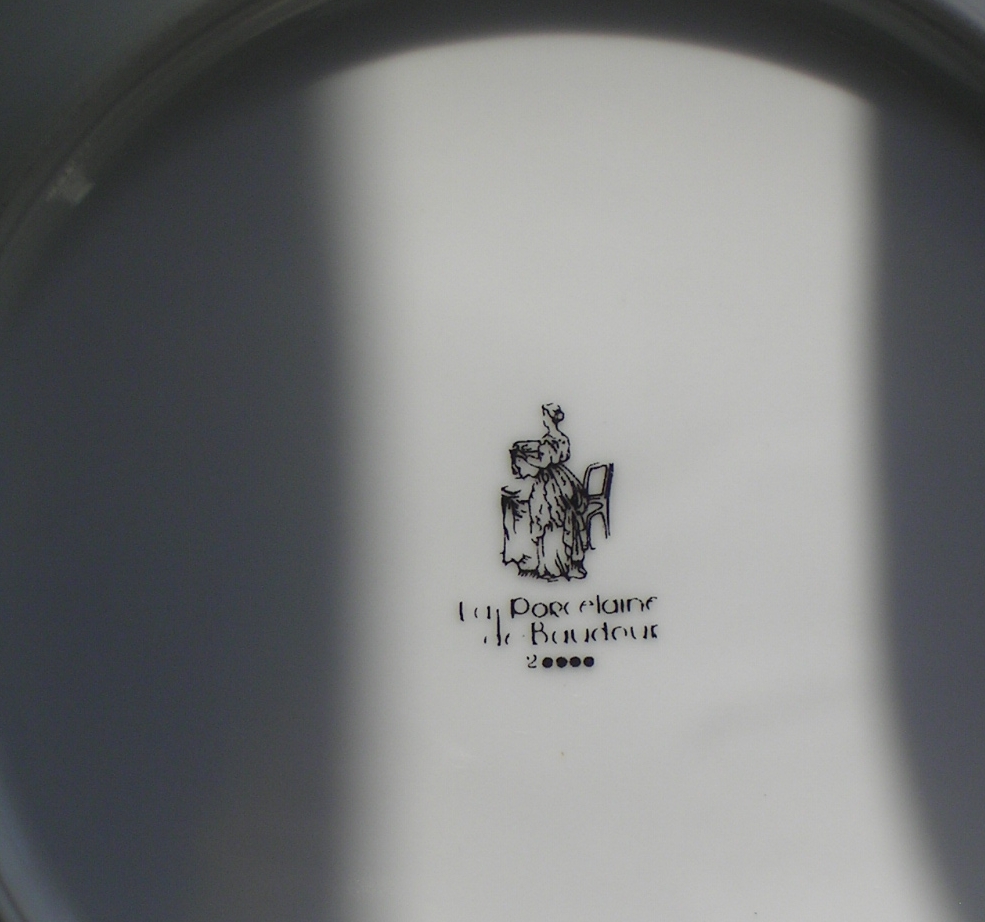 La Porcelaine
de Baudour
2●●●●